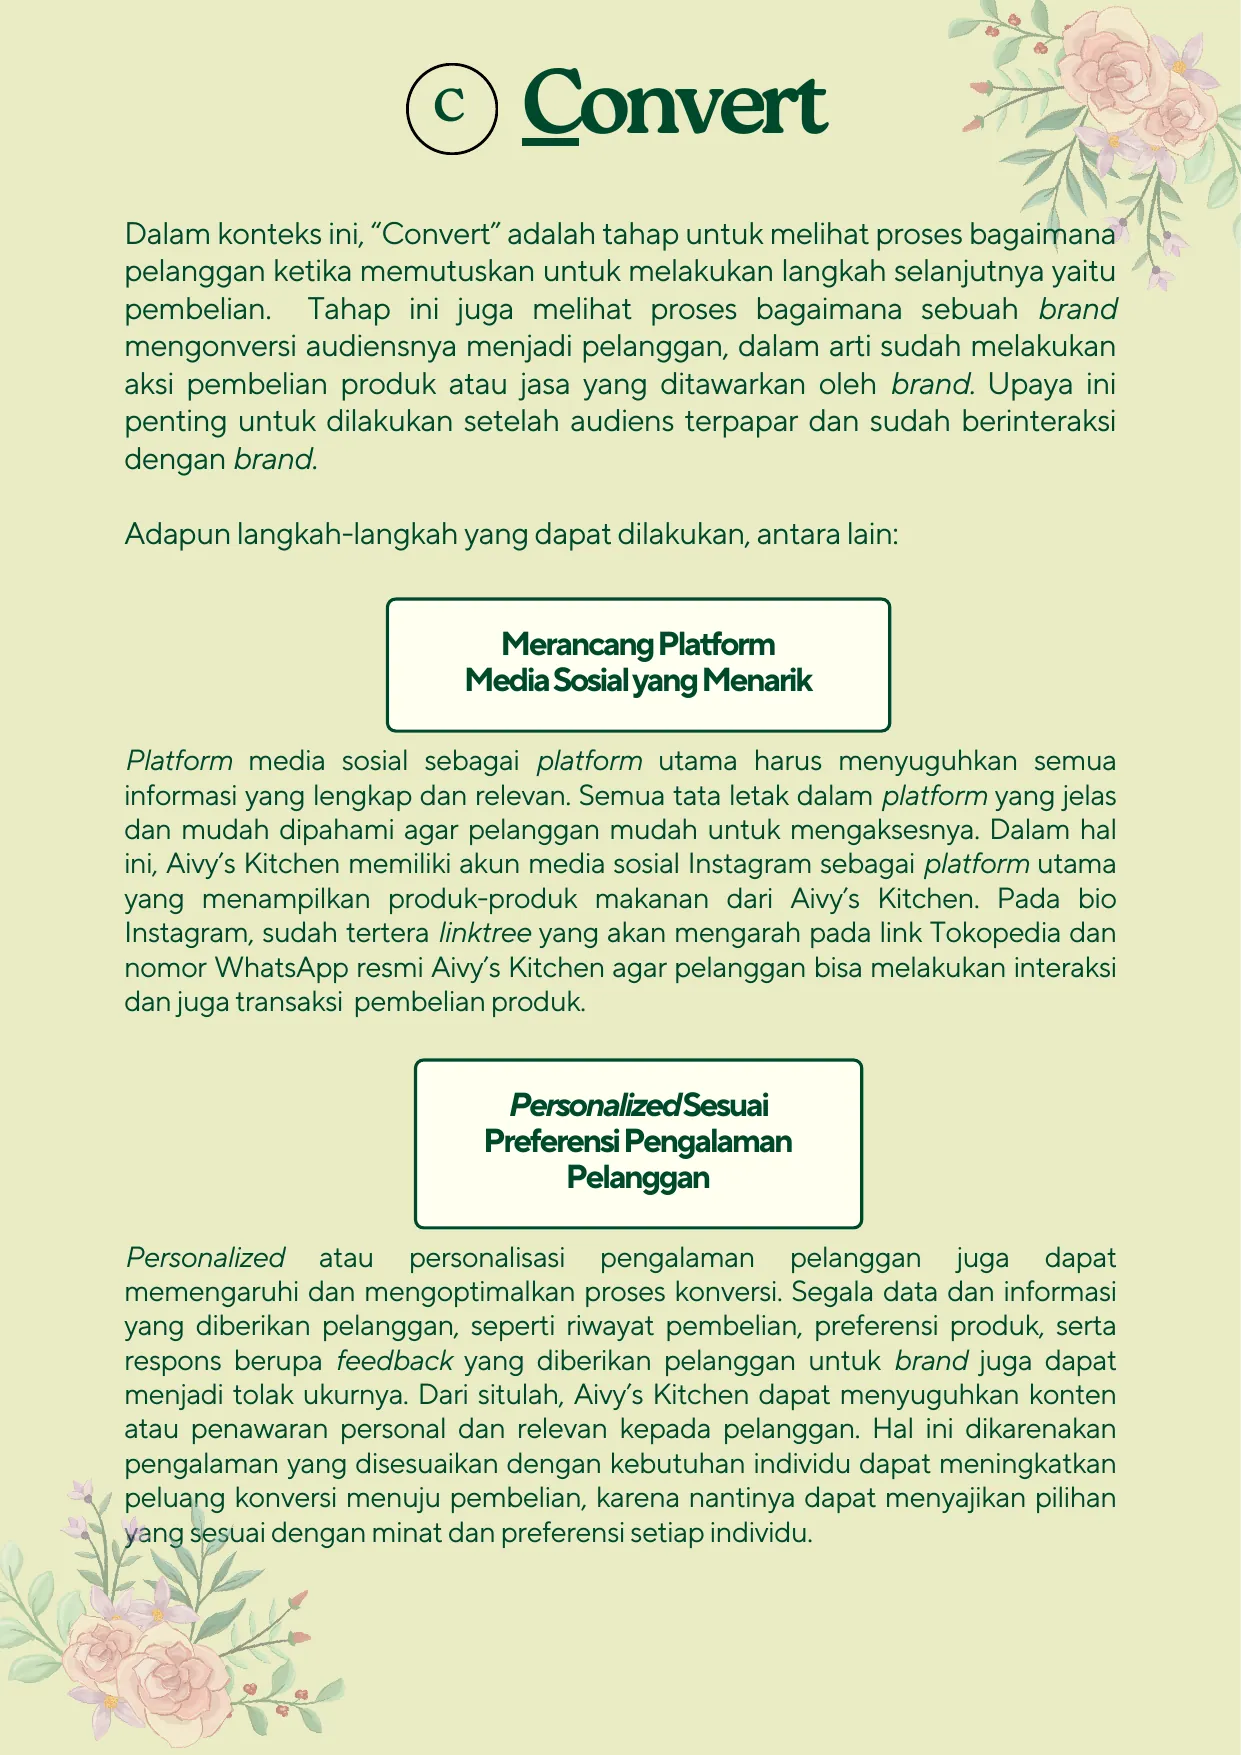 C Convert
Dalam konteks ini, “Convert” adalah tahap untuk melihat proses bagaimana
pelanggan ketika memutuskan untuk melakukan langkah selanjutnya yaitu
pembelian. Tahap ini juga melihat proses bagaimana sebuah brand
mengonversi audiensnya menjadi pelanggan, dalam arti sudah melakukan
aksi pembelian produk atau jasa yang ditawarkan oleh brand. Upaya ini
penting untuk dilakukan setelah audiens terpapar dan sudah berinteraksi
dengan brand.
Adapun langkah-langkah yang dapat dilakukan, antara lain:
Merancang Platform
Media Sosial yang Menarik
Platform media sosial sebagai platform utama harus menyuguhkan semua
informasi yang lengkap dan relevan. Semua tata letak dalam platform yang jelas
dan mudah dipahami agar pelanggan mudah untuk mengaksesnya. Dalam hal
ini, Aivy’s Kitchen memiliki akun media sosial Instagram sebagai platform utama
yang menampilkan produk-produk makanan dari Aivy’s Kitchen. Pada bio
Instagram, sudah tertera linktree yang akan mengarah pada link Tokopedia dan
nomor WhatsApp resmi Aivy’s Kitchen agar pelanggan bisa melakukan interaksi
dan juga transaksi pembelian produk.
Personalized Sesuai
Preferensi Pengalaman
Pelanggan
Personalized atau personalisasi pengalaman pelanggan juga dapat
memengaruhi dan mengoptimalkan proses konversi. Segala data dan informasi
yang diberikan pelanggan, seperti riwayat pembelian, preferensi produk, serta
respons berupa feedback yang diberikan pelanggan untuk brand juga dapat
menjadi tolak ukurnya. Dari situlah, Aivy’s Kitchen dapat menyuguhkan konten
atau penawaran personal dan relevan kepada pelanggan. Hal ini dikarenakan
pengalaman yang disesuaikan dengan kebutuhan individu dapat meningkatkan
peluang konversi menuju pembelian, karena nantinya dapat menyajikan pilihan
yang sesuai dengan minat dan preferensi setiap individu.